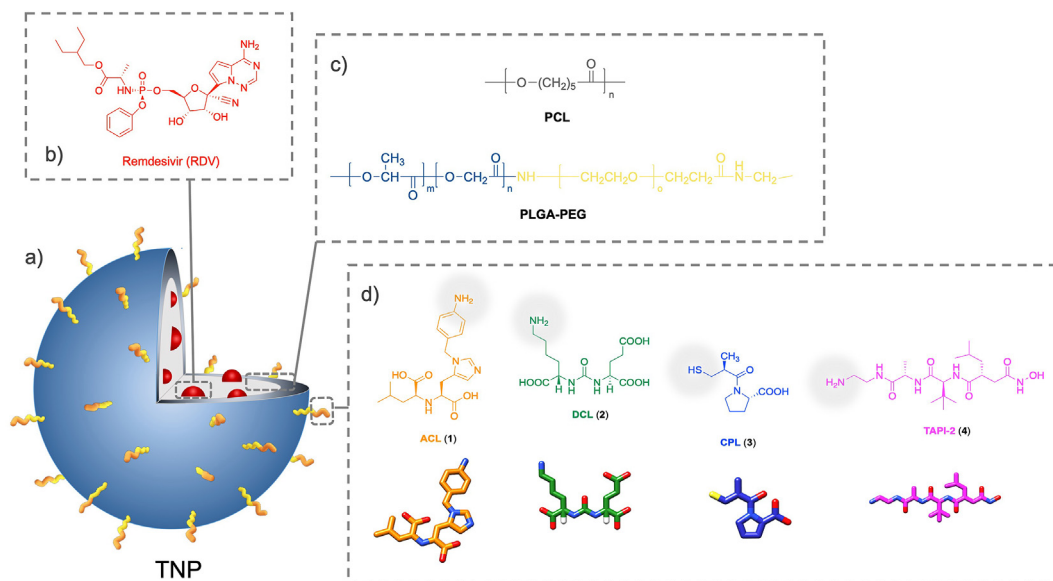 b)
NH2
N
N
N
O
O
O
HN
P
O
O
O
N
HO
OH
Remdesivir (RDV)
c)
O
O
(CH2)5
n
PCL
CH3
O
CH
O
m
O
CH2
O
n
NH
CH2CH2O
o
CH2CH2
O
N
H
CH2
PLGA-PEG
a)
TNP
d)
NH2
N
N
HO
O
N
H
O
OH
ACL (1)
NH2
COOH
O
HOOC
N
H
N
H
COOH
DCL (2)
CH3
HS
O
N
COOH
CPL (3)
H2N
H
N
O
N
H
O
H
N
O
O
N
H
OH
TAPI-2 (4)